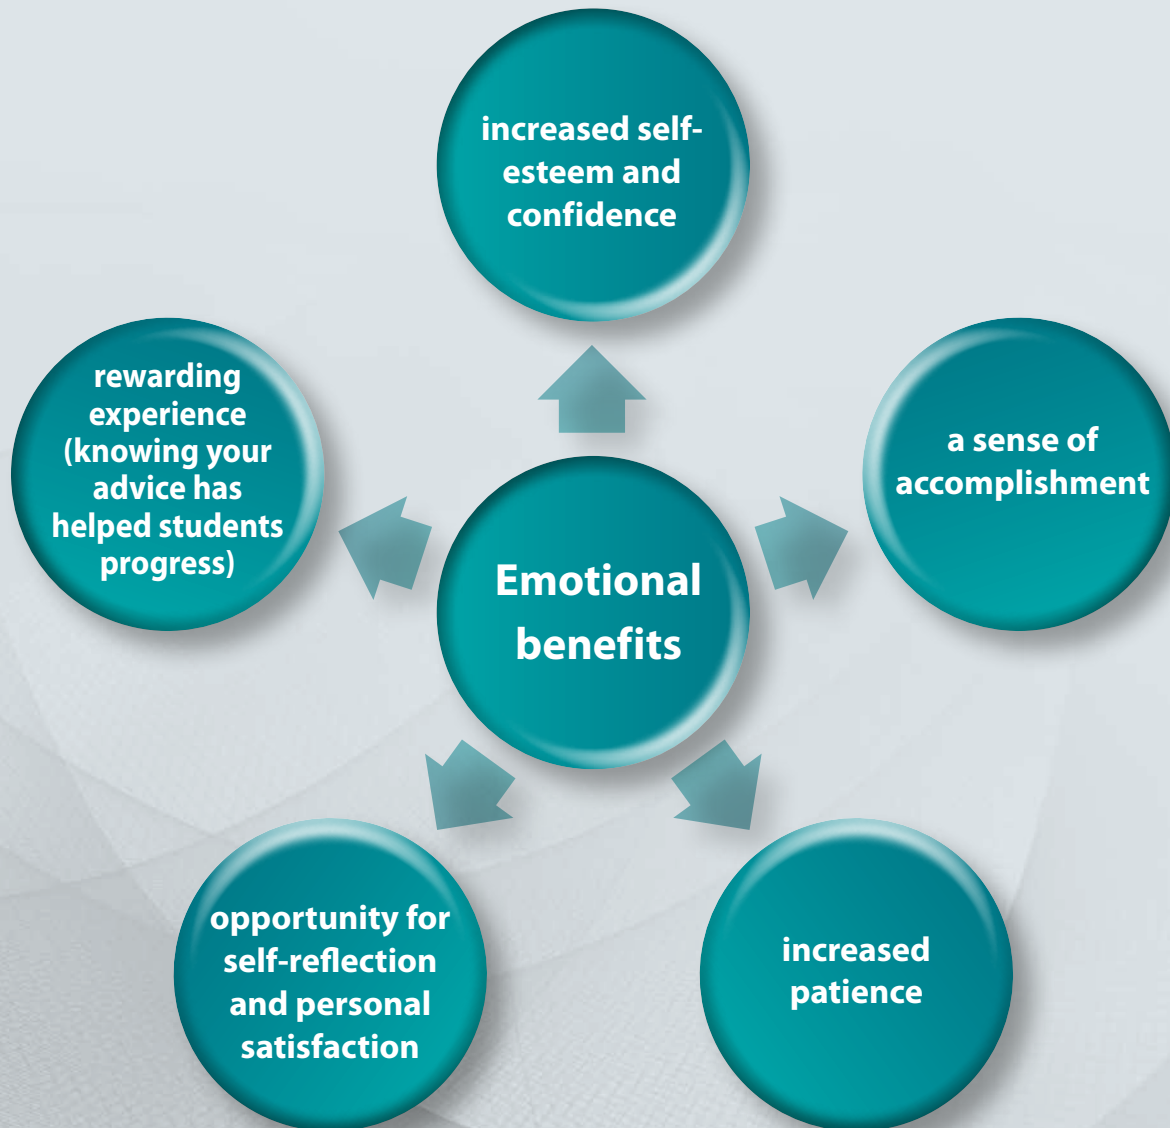 increased self-
esteem and
confidence
rewarding
experience
(knowing your
advice has
helped students
progress)
a sense of
accomplishment
Emotional
benefits
opportunity for
self-reflection
and personal
satisfaction
increased
patience